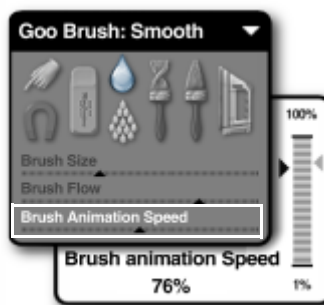 Goo Brush: Smooth
Brush Size
Brush Flow
Brush Animation Speed
100%
Brush animation Speed
76%
1%